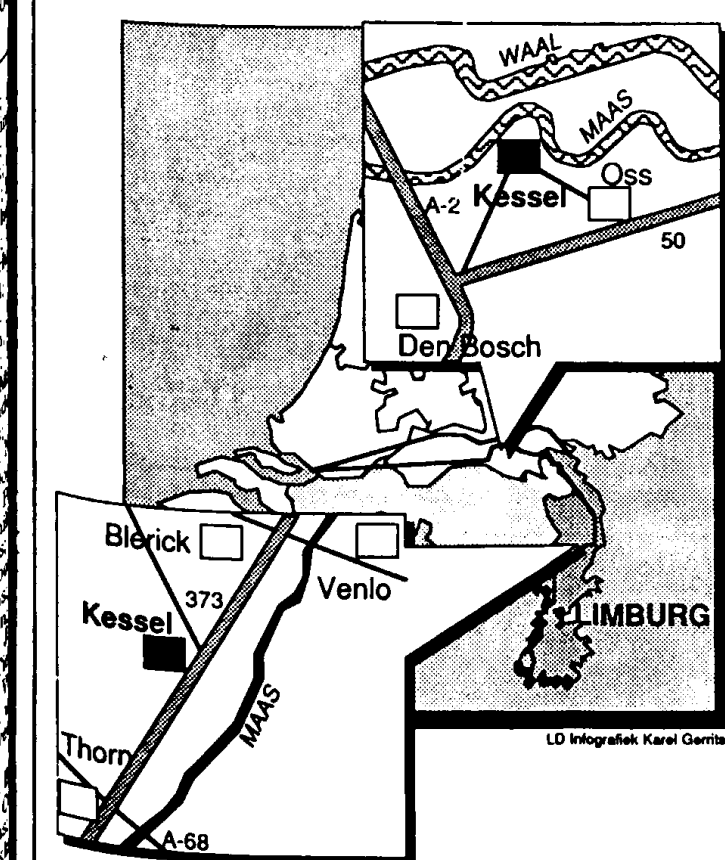 WAAL
MAAS
Oss
Kessel
A-2
50
Den Bosch
Blerick
Venlo
373
Kessel
LIMBURG
MAAS
LD Infografiek Karel Gerrits
Thorn
A-68